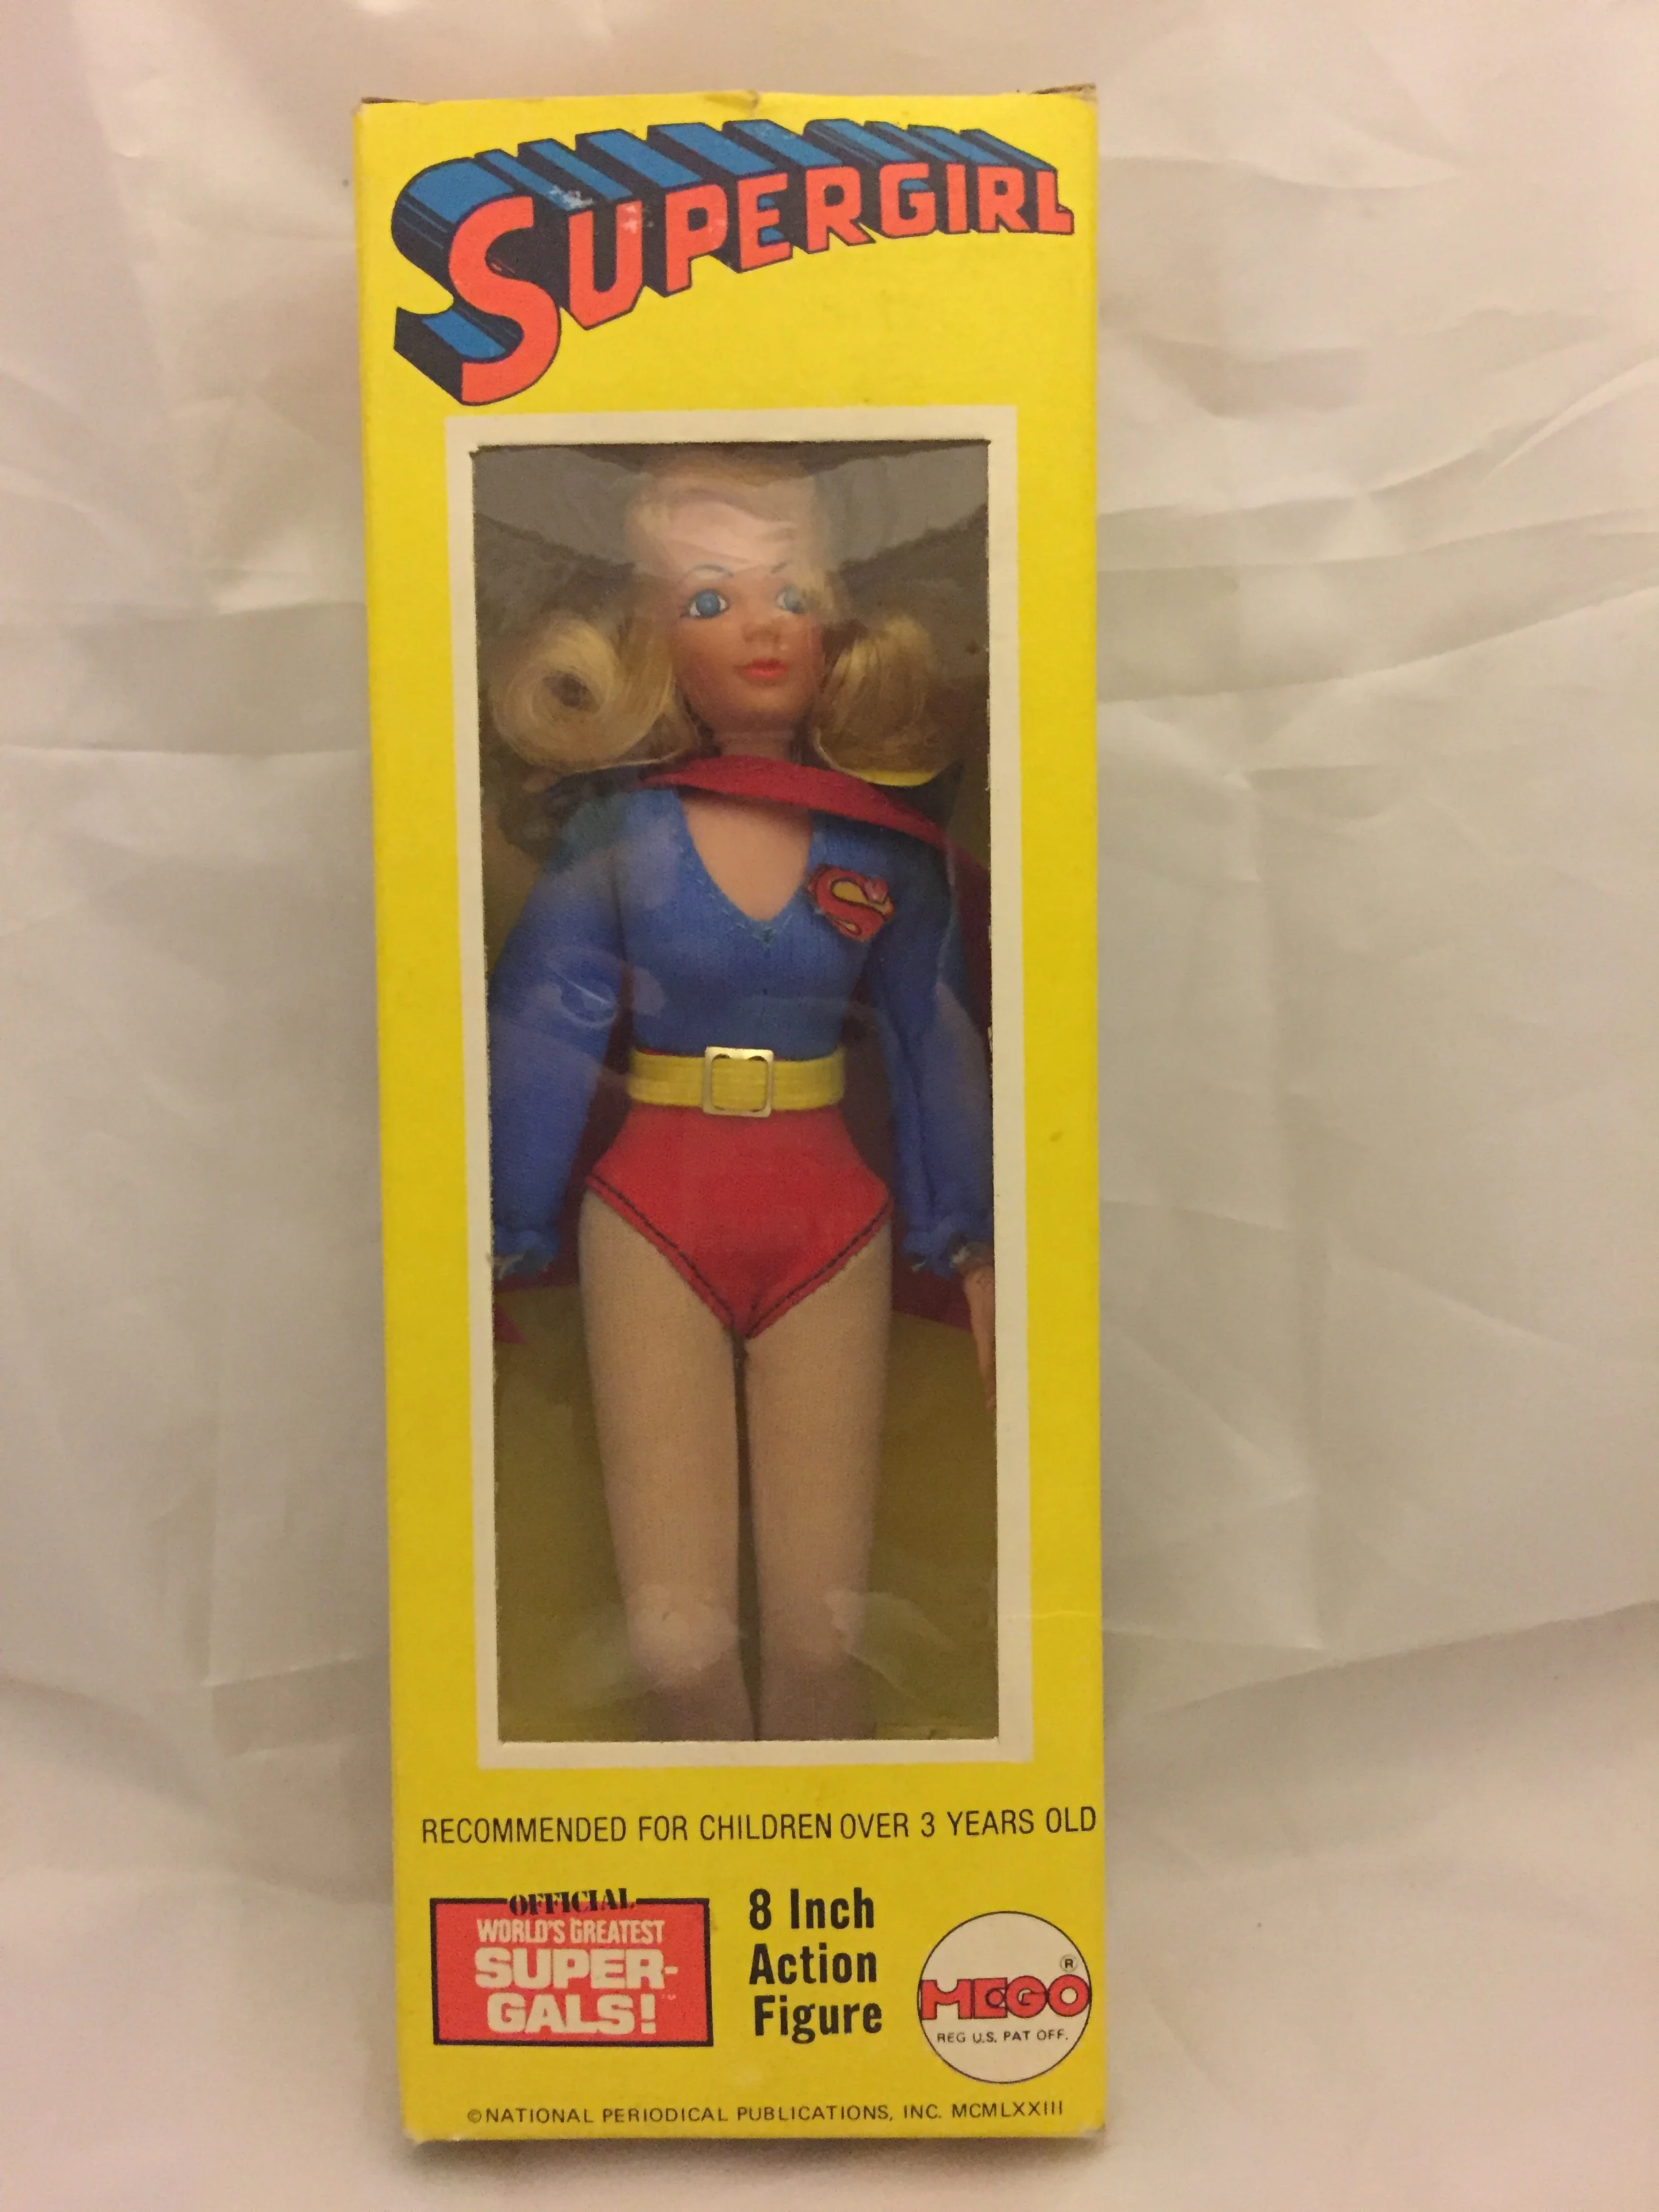 SUPERGIRL
S
RECOMMENDED FOR CHILDREN OVER 3 YEARS OLD
OFFICIAL
WORLD'S GREATEST
SUPER-
GALS!™
8 Inch
Action
Figure
MEGO®
REG U.S. PAT OFF.
©NATIONAL PERIODICAL PUBLICATIONS, INC. MCMLXXIII